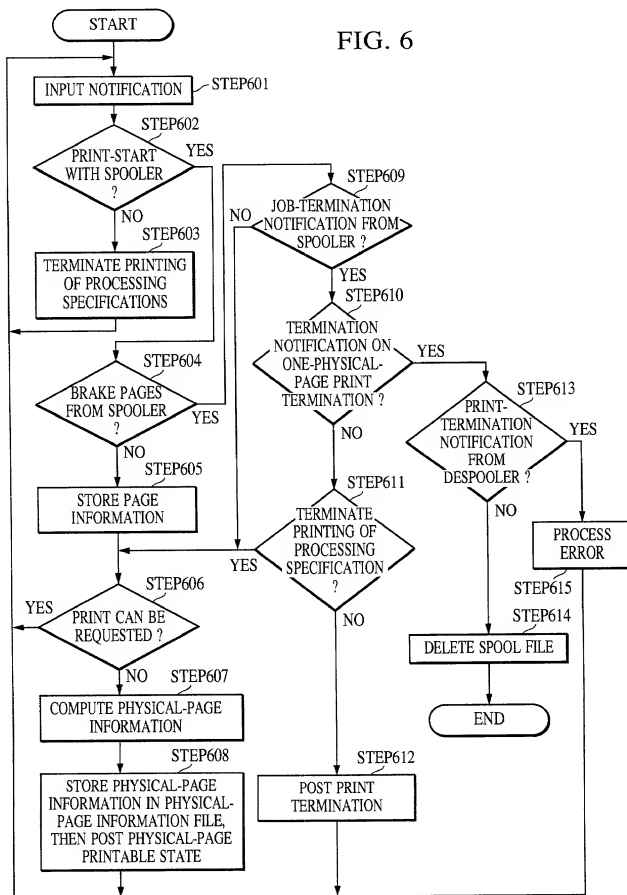 FIG. 6
START
INPUT NOTIFICATION
STEP601
STEP602
PRINT-START
WITH SPOOLER
?
YES
NO
STEP603
TERMINATE PRINTING
OF PROCESSING
SPECIFICATIONS
STEP604
BRAKE PAGES
FROM SPOOLER
?
YES
NO
STEP605
STORE PAGE
INFORMATION
STEP606
YES
PRINT CAN BE
REQUESTED ?
NO
STEP607
COMPUTE PHYSICAL-PAGE
INFORMATION
STEP608
STORE PHYSICAL-PAGE
INFORMATION IN PHYSICAL-
PAGE INFORMATION FILE,
THEN POST PHYSICAL-PAGE
PRINTABLE STATE
STEP609
NO
JOB-TERMINATION
NOTIFICATION FROM
SPOOLER ?
YES
STEP610
TERMINATION
NOTIFICATION ON
ONE-PHYSICAL-
PAGE PRINT
TERMINATION ?
YES
NO
STEP611
TERMINATE
PRINTING OF
PROCESSING
SPECIFICATION
?
YES
NO
STEP612
POST PRINT
TERMINATION
STEP613
PRINT-
TERMINATION
NOTIFICATION
FROM
DESPOOLER ?
YES
NO
PROCESS
ERROR
STEP615
STEP614
DELETE SPOOL FILE
END